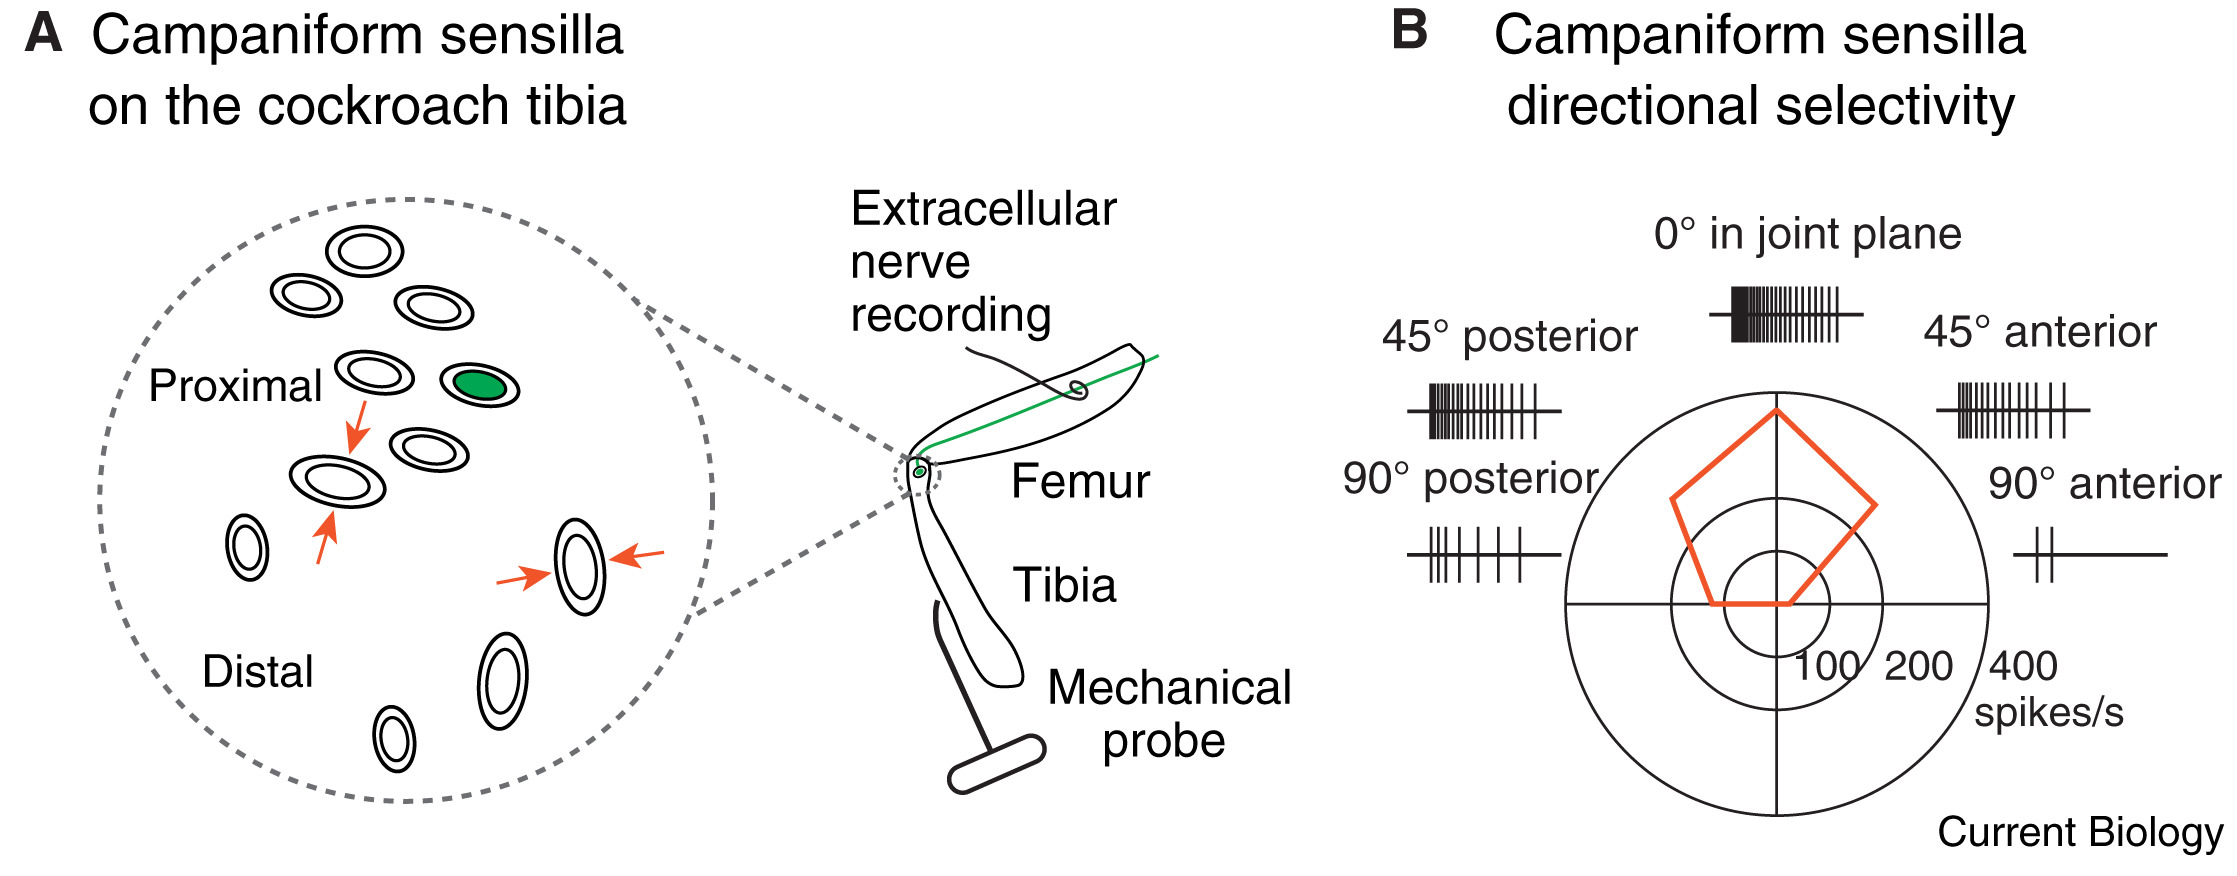 A Campaniform sensilla
on the cockroach tibia
Proximal
Distal
Extracellular
nerve
recording
Femur
Tibia
Mechanical
probe
B Campaniform sensilla
directional selectivity
0° in joint plane
45° posterior
45° anterior
90° posterior
90° anterior
100 200 400
spikes/s
Current Biology